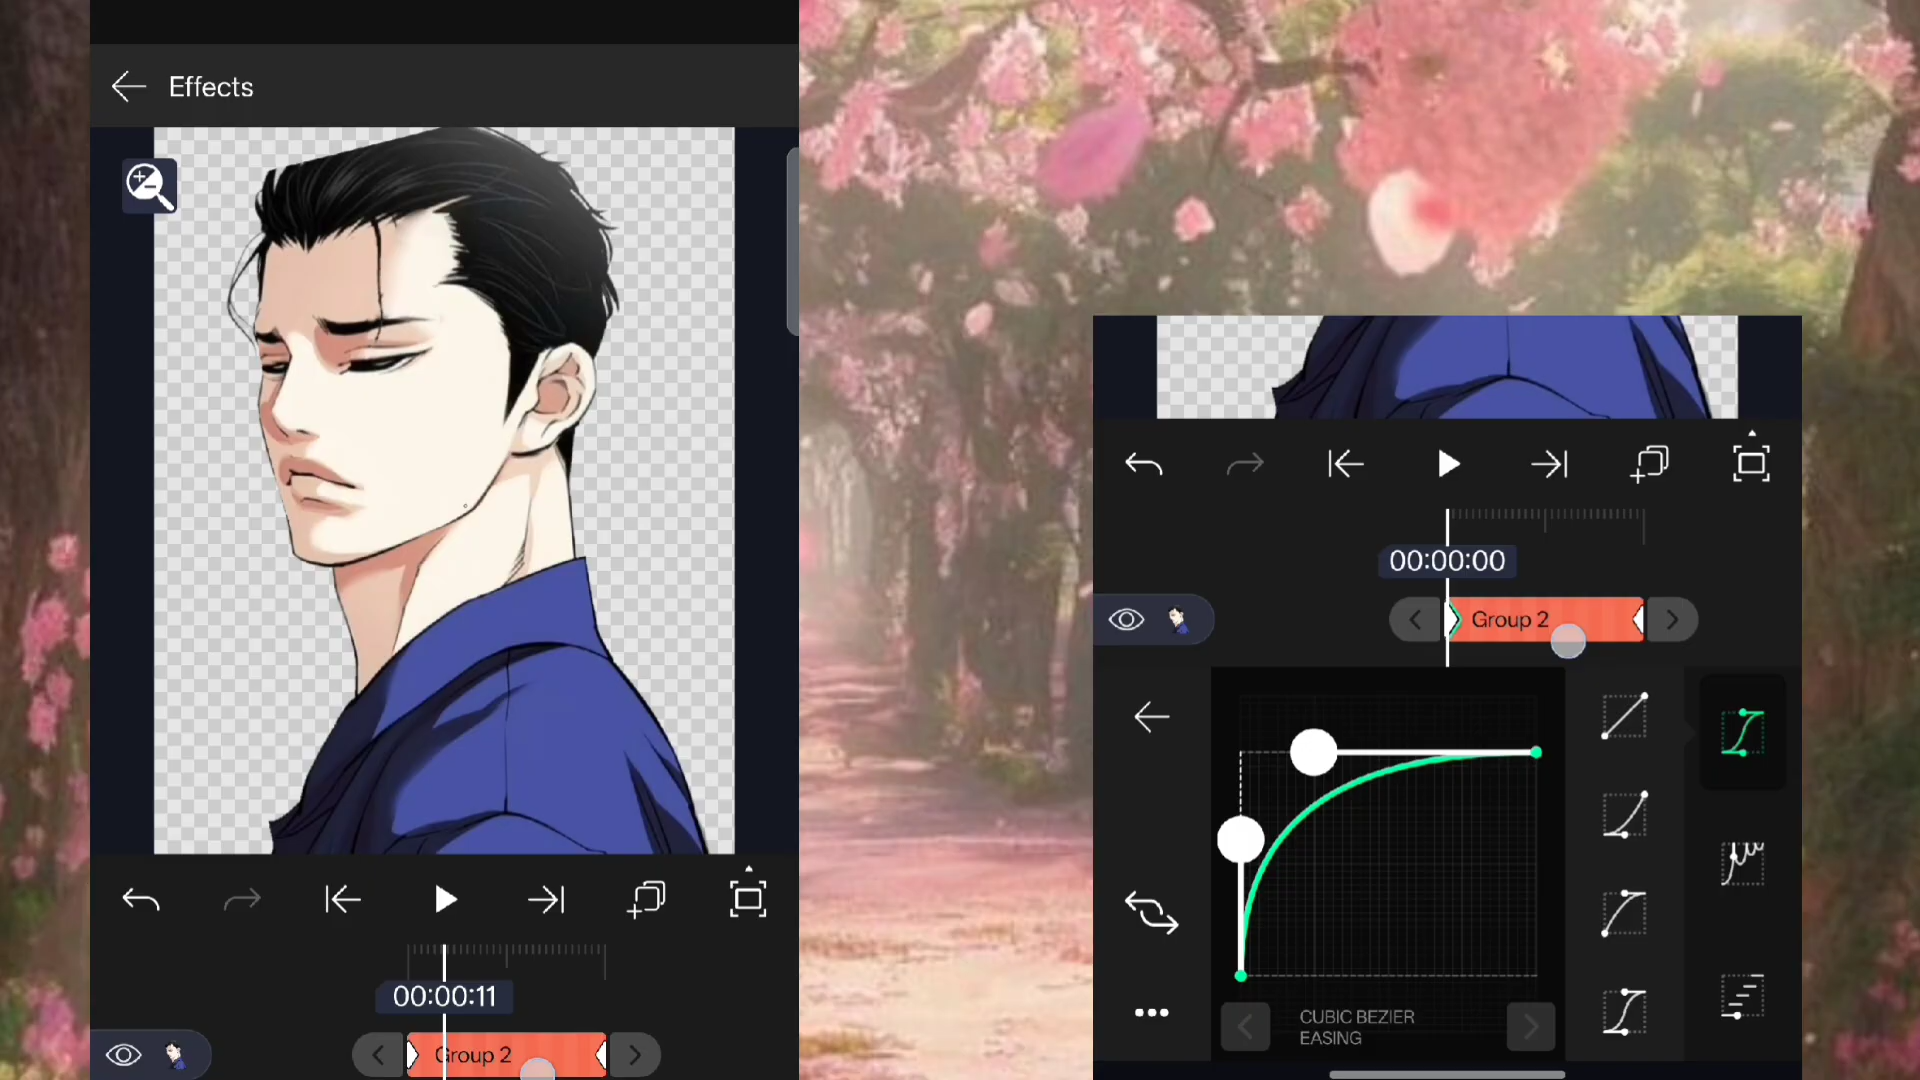 Effects
00:00:11
Group 2
00:00:00
Group 2
CUBIC BEZIER
EASING